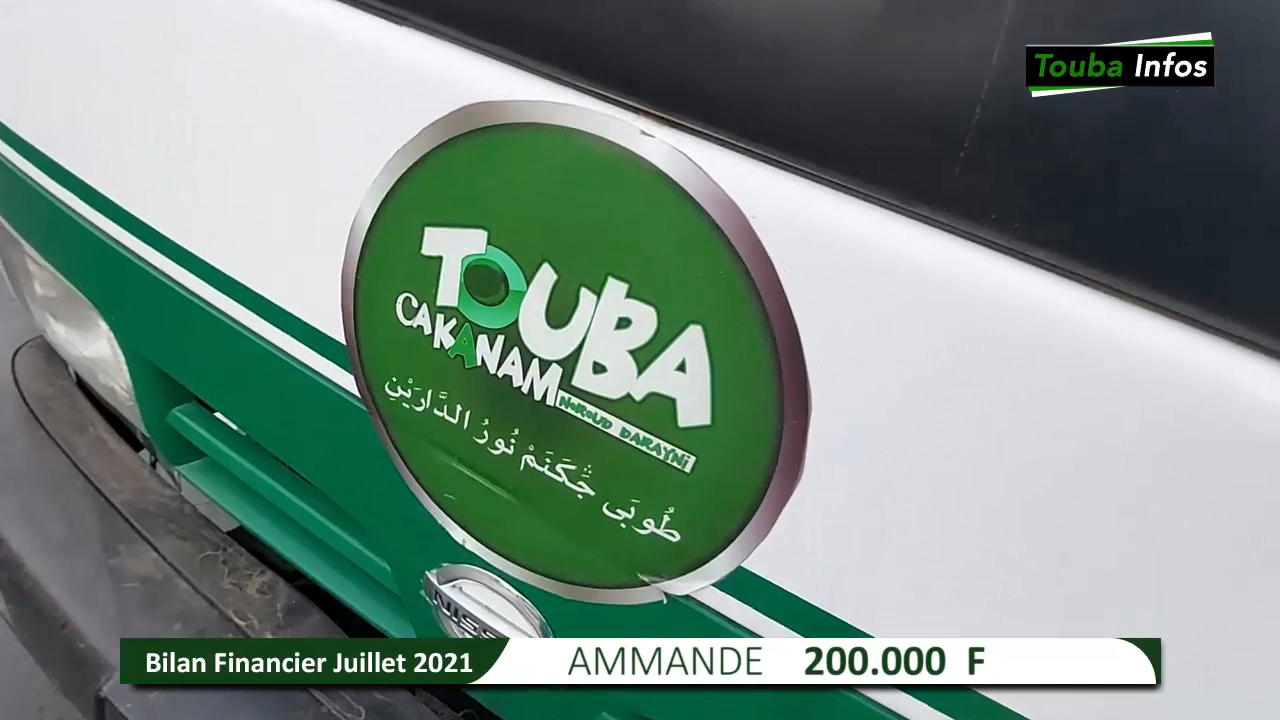 Touba Infos
TOUBA
CAKANAM
NOROUD DARAYNI
طُوبَى جَّكَنَمْ نُورُ الدَّارَيْنِ
Bilan Financier Juillet 2021
AMMANDE 200.000 F